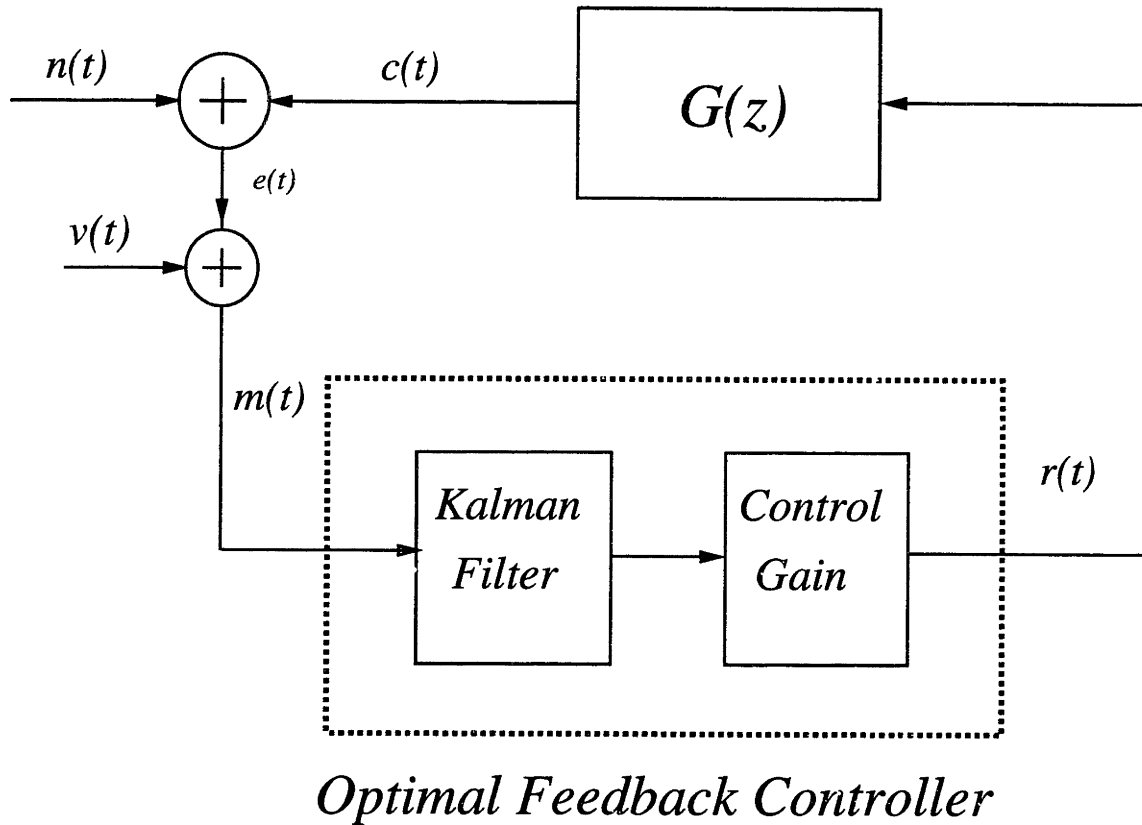 n(t)
+
c(t)
G(z)
e(t)
v(t)
+
m(t)
Kalman
Filter
Control
Gain
r(t)
Optimal Feedback Controller